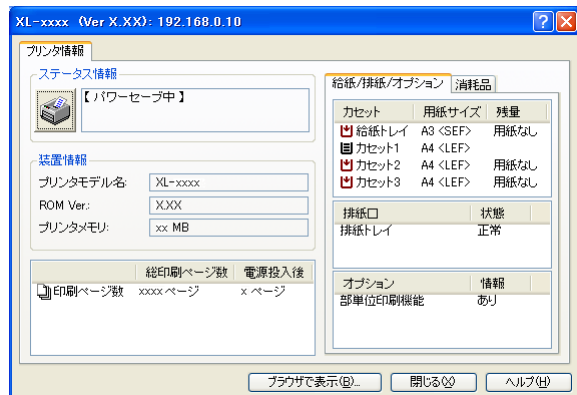 XL-xxxx (Ver X.XX): 192.168.0.10
プリンタ情報
ステータス情報
【 パワーセーブ中 】
装置情報
プリンタモデル名: XL-xxxx
ROM Ver.: X.XX
プリンタメモリ: xx MB
総印刷ページ数 電源投入後
印刷ページ数 xxxx ページ x ページ
給紙/排紙/オプション 消耗品
カセット 用紙サイズ 残量
給紙トレイ A3 <SEF> 用紙なし
カセット1 A4 <LEF>
カセット2 A4 <LEF> 用紙なし
カセット3 A4 <LEF> 用紙なし
排紙口 状態
排紙トレイ 正常
オプション 情報
部単位印刷機能 あり
ブラウザで表示(B)... 閉じる(X) ヘルプ(H)